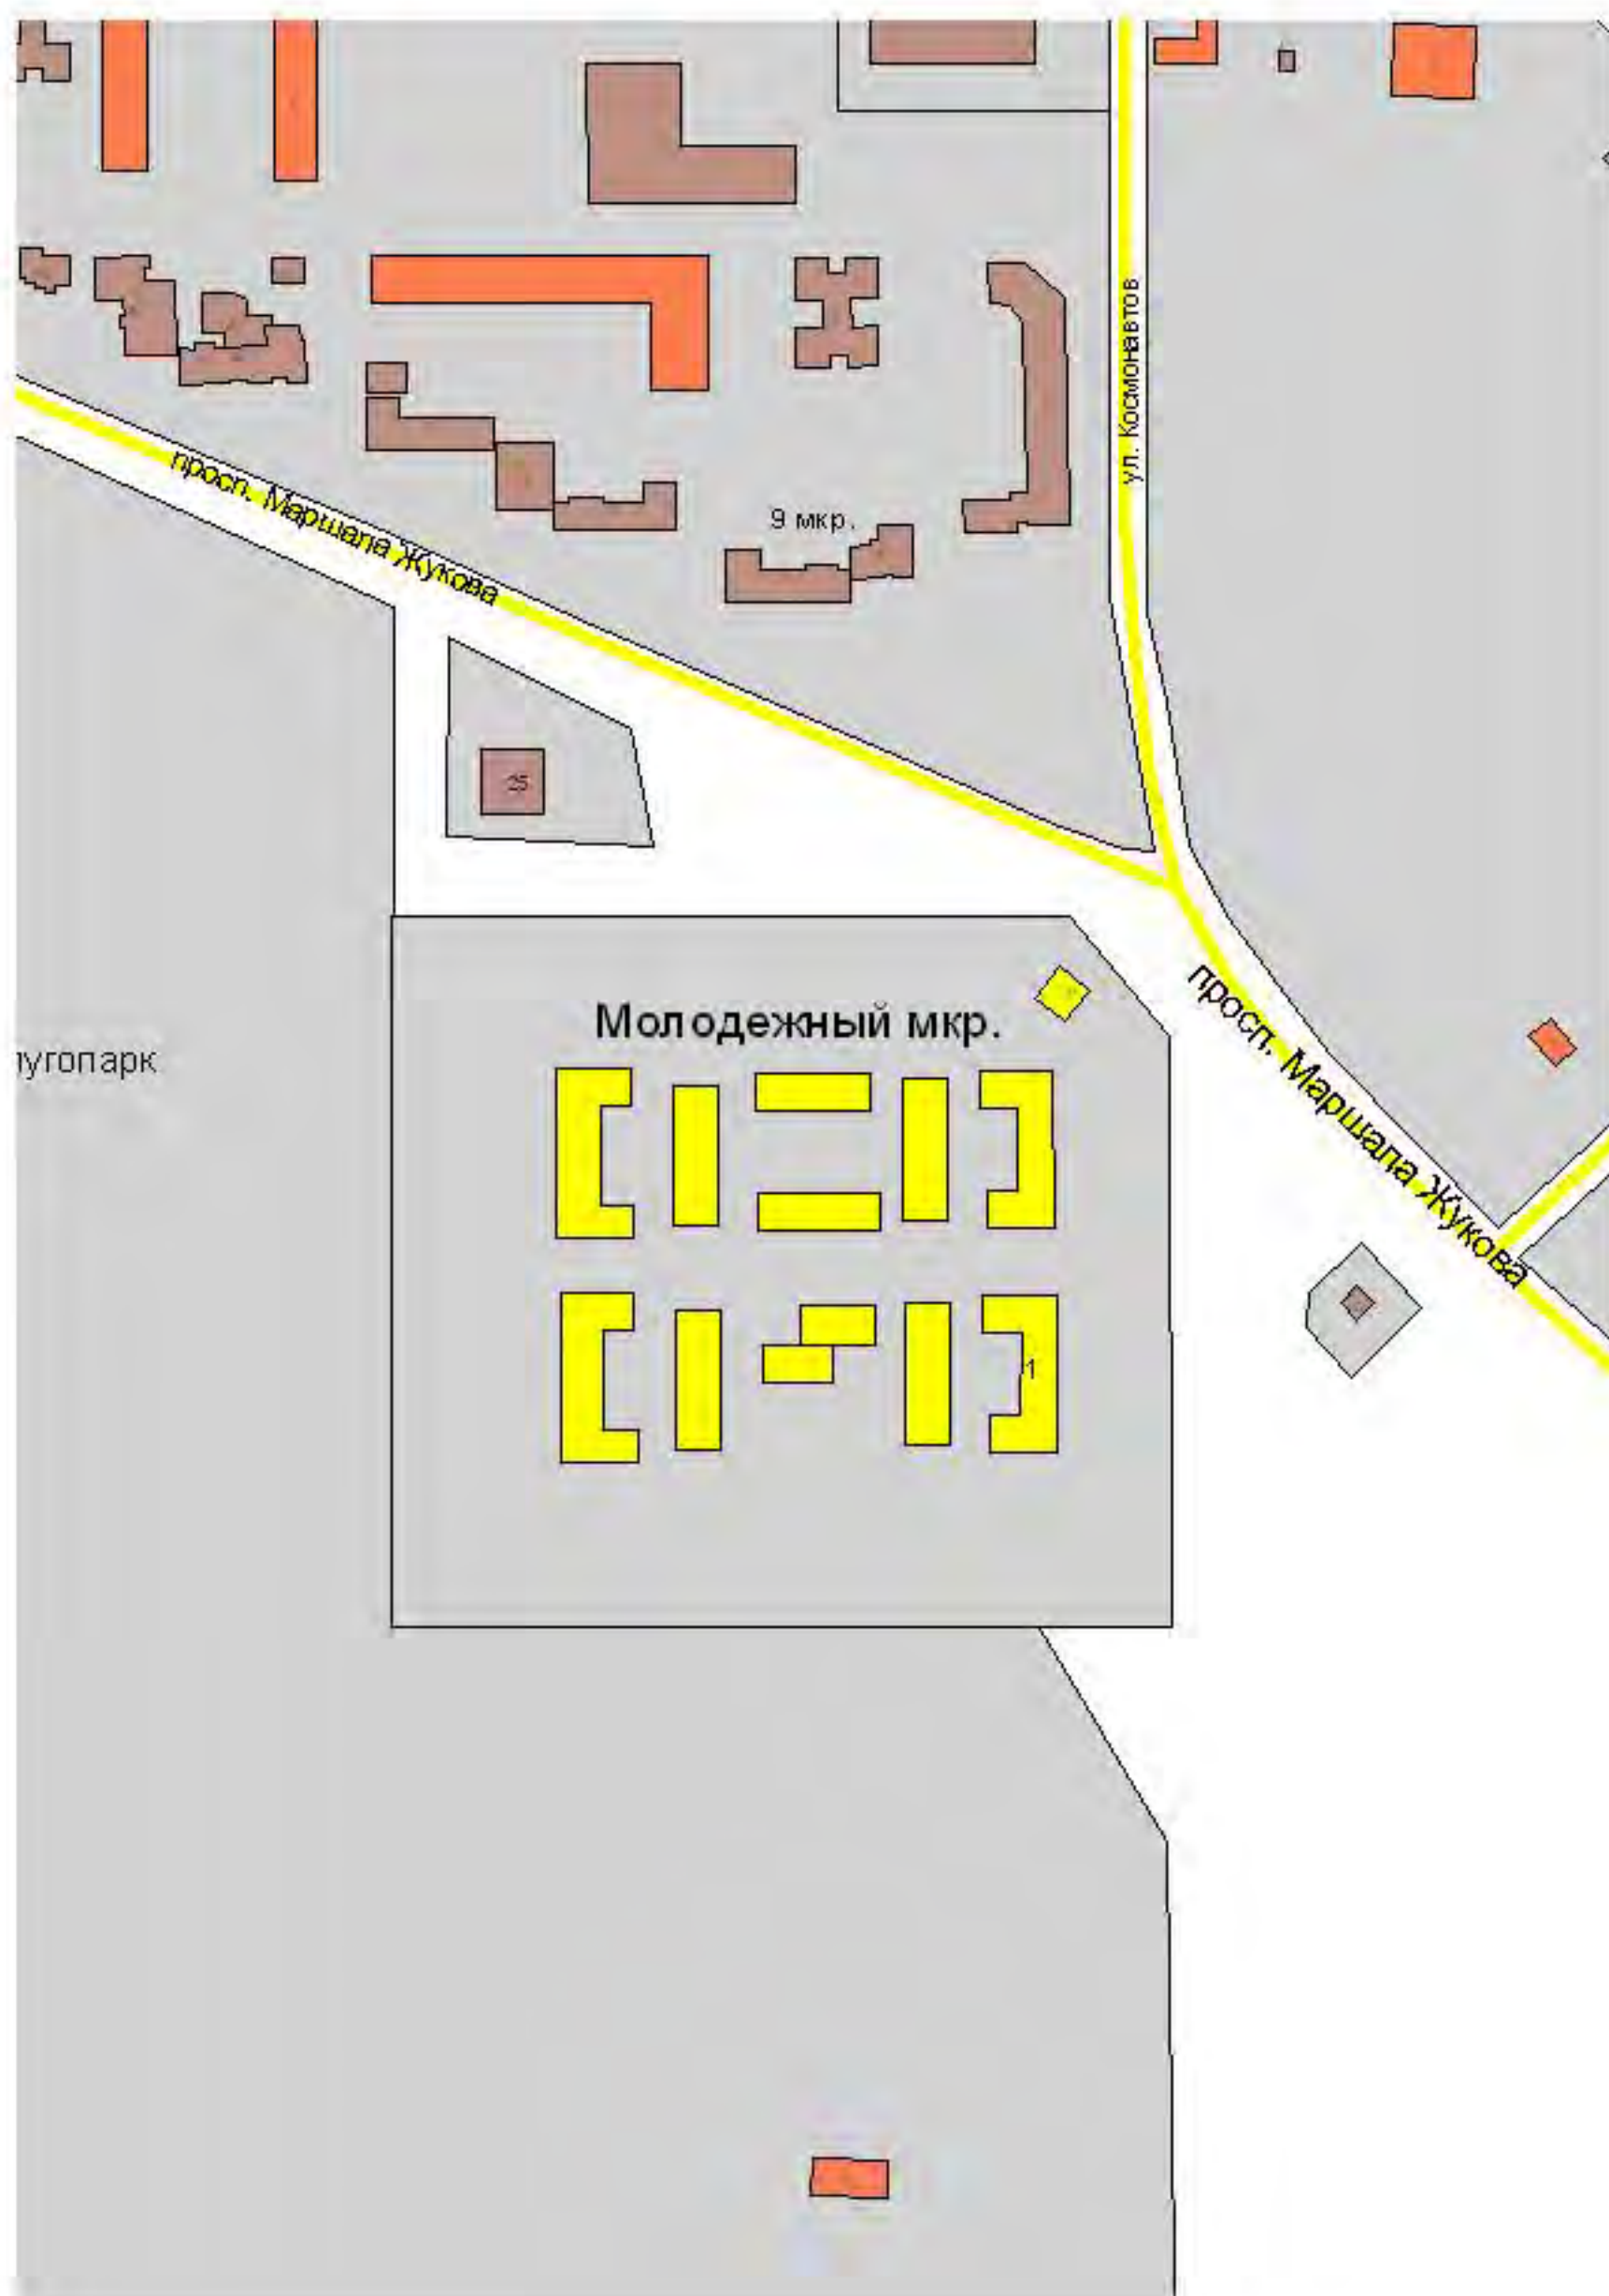 ул. Космонавтов
просп. Маршала Жукова
9 мкр.
25
Молодежный мкр.
просп. Маршала Жукова
лугопарк
1